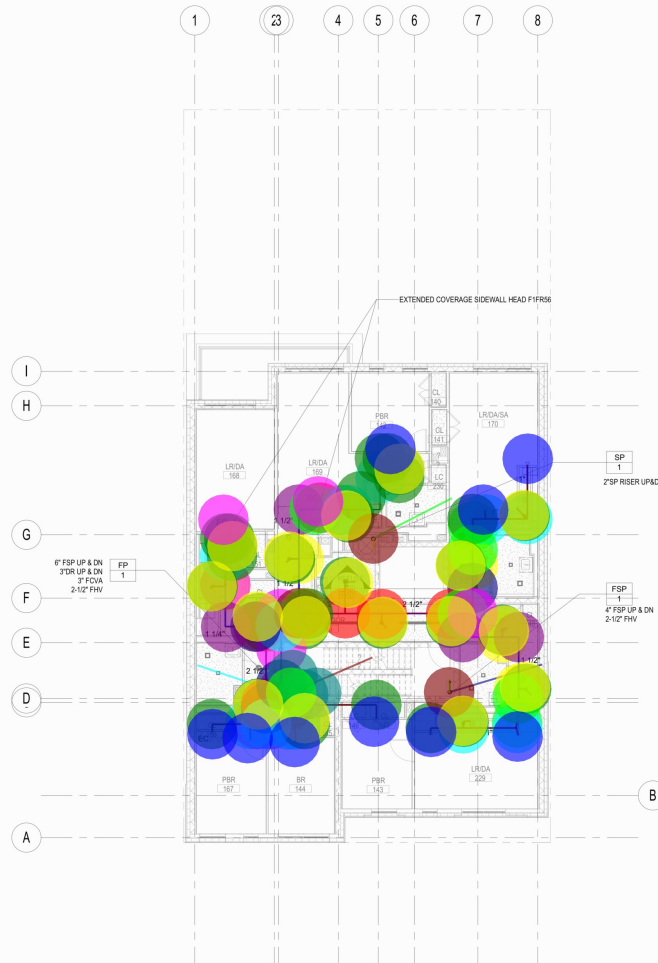 1
2
3
4
5
6
7
8
EXTENDED COVERAGE SIDEWALL HEAD F1FR56
I
H
CL
140
PBR
LR/DA/SA
170
CL
141
LR/DA
168
LR/DA
169
LC
SP
1
2"SP RISER UP&D
1 1/2"
G
6" FSP UP & DN
3"DR UP & DN
3" FCVA
2-1/2" FHV
FP
1
F
2 1/2"
FSP
1
4" FSP UP & DN
2-1/2" FHV
1 1/4"
E
1 1/2"
2 1/2"
D
EC
PBR
167
BR
144
PBR
143
LR/DA
229
B
A